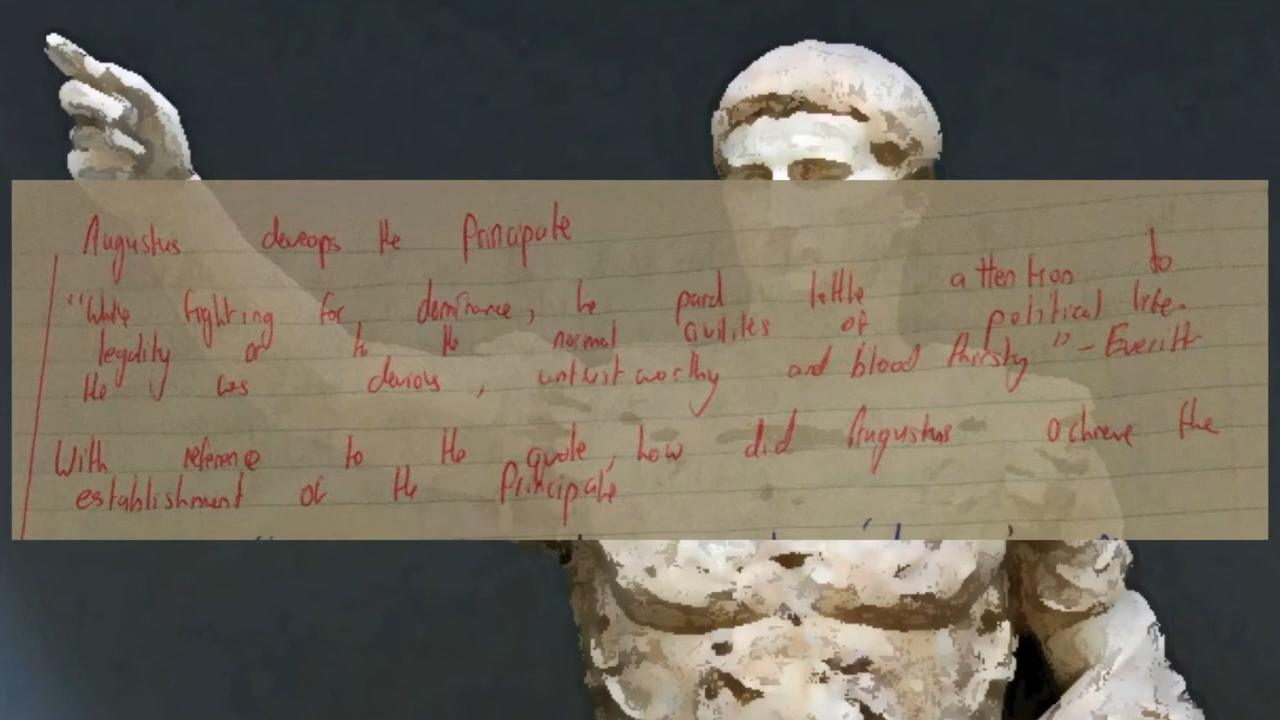 Augustus deveops the Principate
"While fighting for dominance, he paid little attention to
legality or to the normal civilites of political life.
He was devious, untrustworthy and blood thirsty" - Everitt
With reference to the quote, how did Augustus achieve the
establishment of the Principate